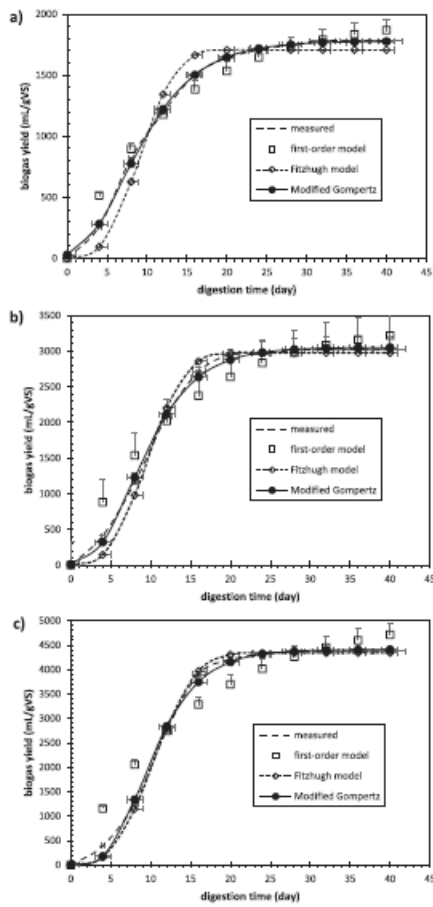 a)
2000
1500
1000
500
0
biogas yield (mL/gVS)
measured
first-order model
Fitzhugh model
Modified Gompertz
0 5 10 15 20 25 30 35 40 45
digestion time (day)
b)
3500
3000
2500
2000
1500
1000
500
0
biogas yield (mL/gVS)
measured
first-order model
Fitzhugh model
Modified Gompertz
0 5 10 15 20 25 30 35 40 45
digestion time (day)
c)
5000
4500
4000
3500
3000
2500
2000
1500
1000
500
0
biogas yield (mL/gVS)
measured
first-order model
Fitzhugh model
Modified Gompertz
0 5 10 15 20 25 30 35 40 45
digestion time (day)